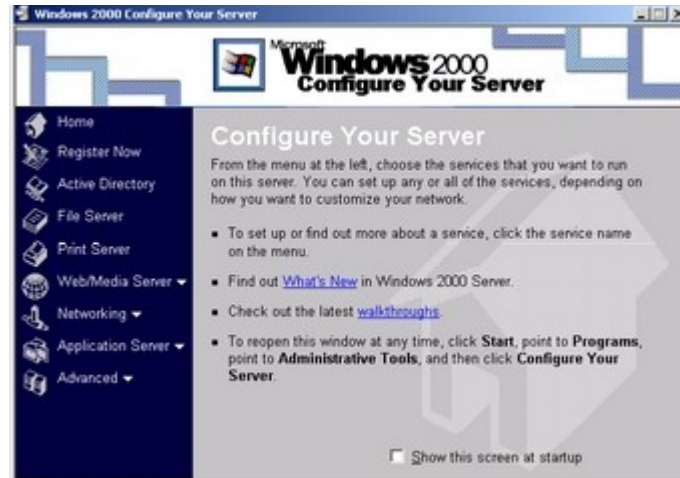 Windows 2000 Configure Your Server
Microsoft
Windows 2000
Configure Your Server
Home
Register Now
Active Directory
File Server
Print Server
Web/Media Server
Networking
Application Server
Advanced
Configure Your Server
From the menu at the left, choose the services that you want to run
on this server. You can set up any or all of the services, depending on
how you want to customize your network.
To set up or find out more about a service, click the service name
on the menu.
Find out What's New in Windows 2000 Server.
Check out the latest walkthroughs.
To reopen this window at any time, click Start, point to Programs,
point to Administrative Tools, and then click Configure Your
Server.
Show this screen at startup